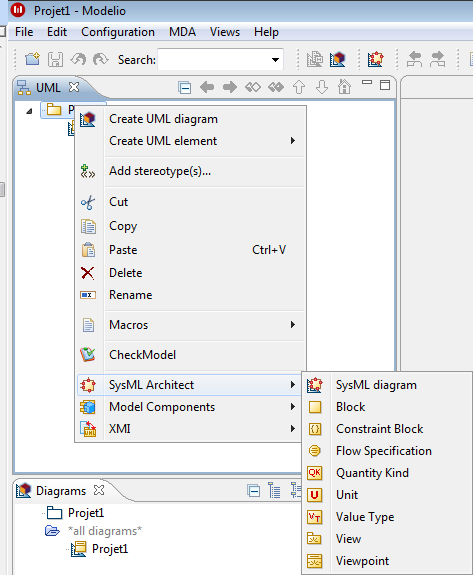 Projet1 - Modelio
File Edit Configuration MDA Views Help
Search:
UML
P
Create UML diagram
Create UML element
Add stereotype(s)...
Cut
Copy
Paste Ctrl+V
Delete
Rename
Macros
CheckModel
SysML Architect
Model Components
XMI
SysML diagram
Block
Constraint Block
Flow Specification
QK Quantity Kind
U Unit
VT Value Type
View
Viewpoint
Diagrams
Projet1
*all diagrams*
Projet1